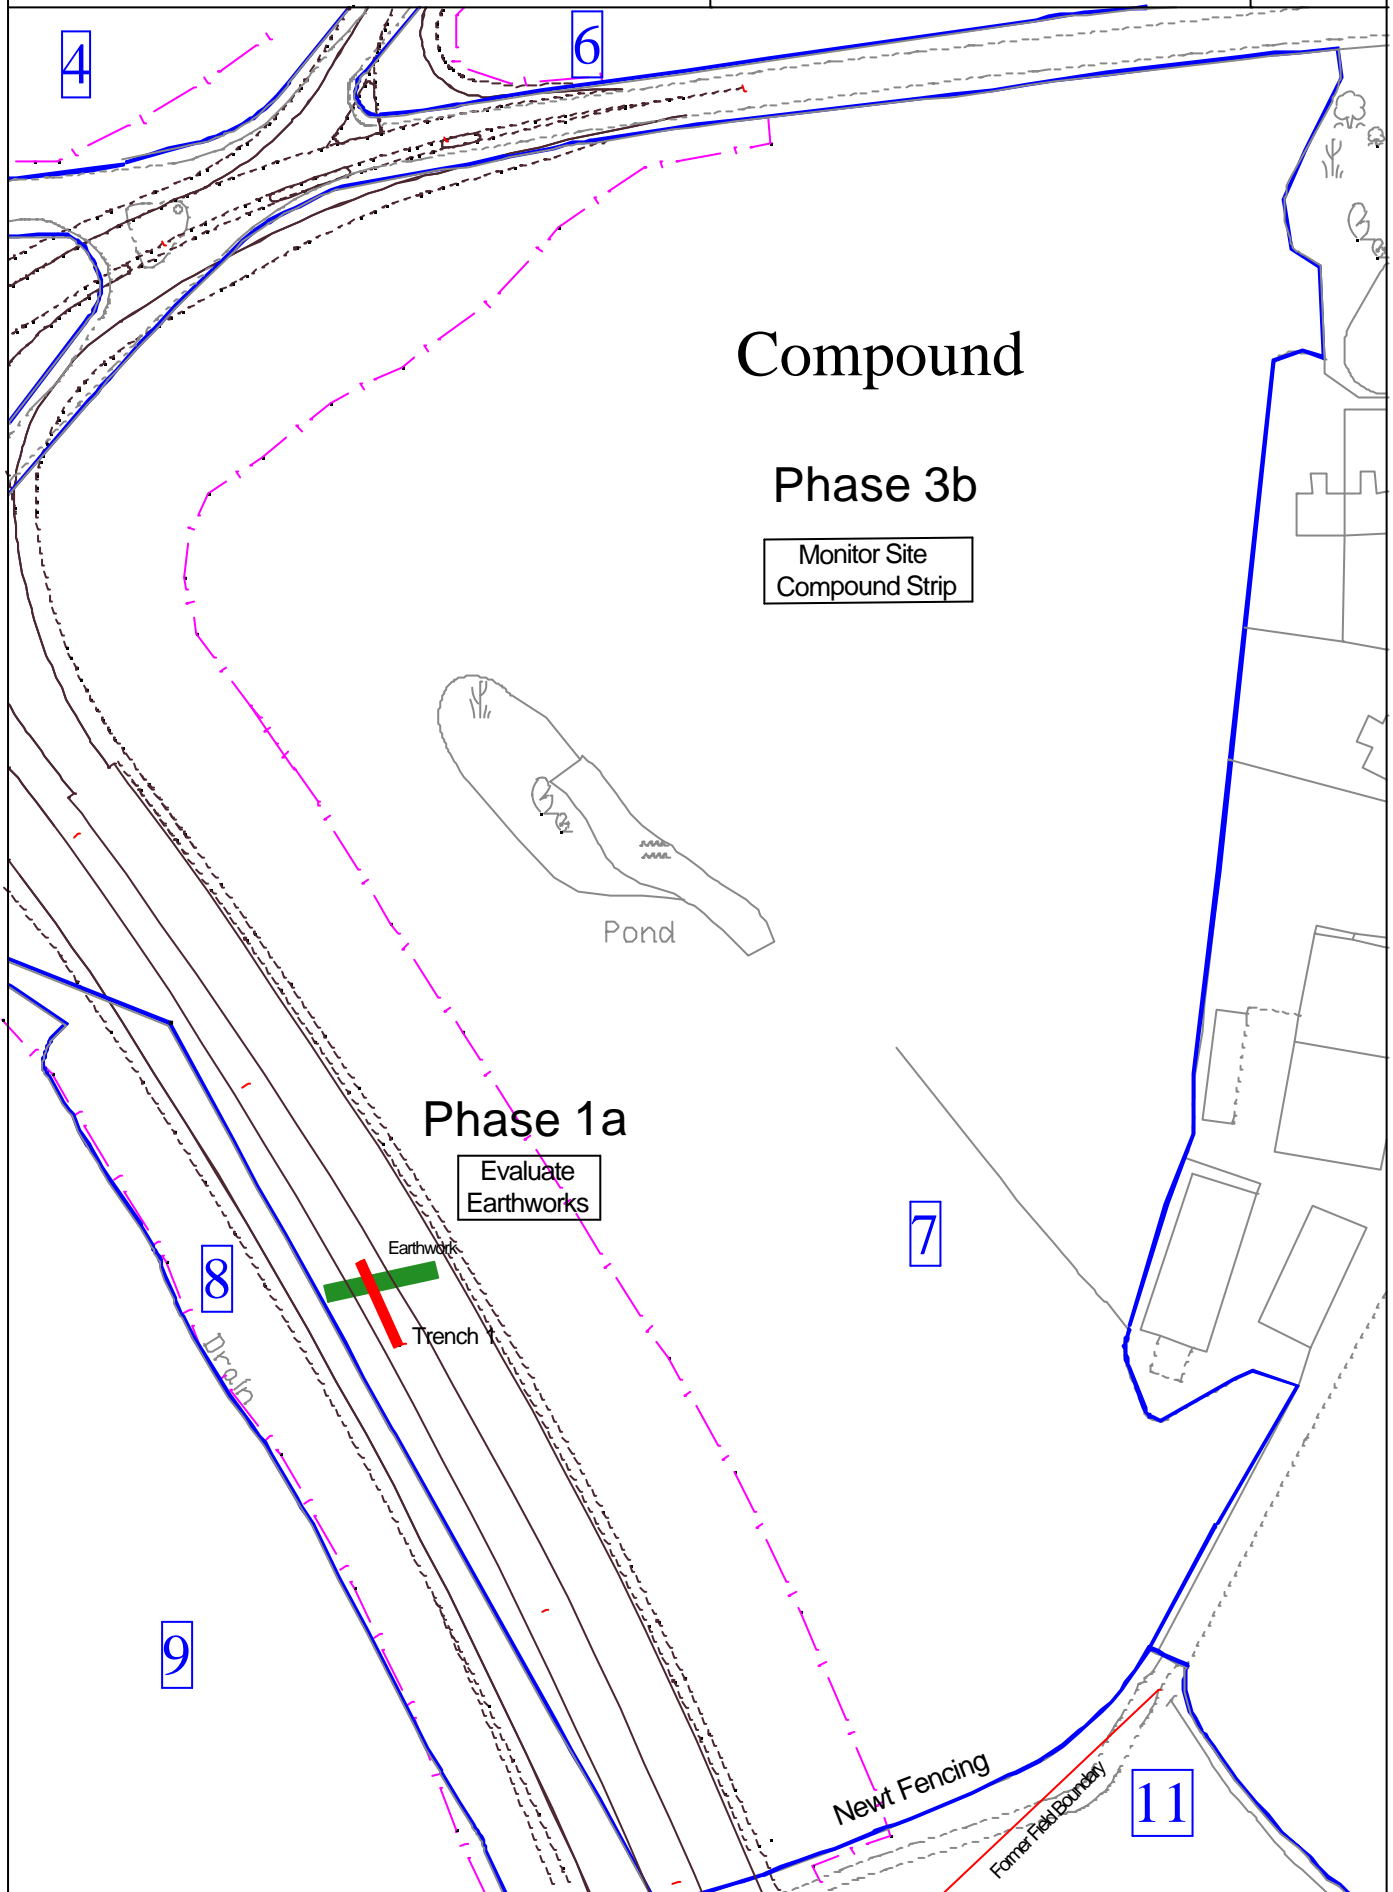 4
6
Compound
Phase 3b
Monitor Site
Compound Strip
Pond
Phase 1a
Evaluate
Earthworks
7
Earthwork
8
Trench 1
Drain
9
Newt Fencing
Former Field Boundary
11